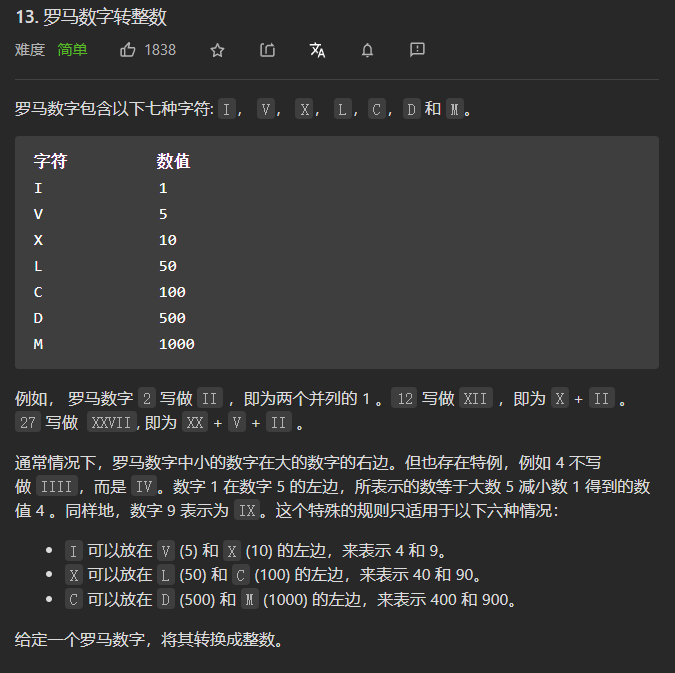 13. 罗马数字转整数
难度 简单 1838
罗马数字包含以下七种字符: I, V, X, L, C, D 和 M。
字符 数值
I 1
V 5
X 10
L 50
C 100
D 500
M 1000
例如, 罗马数字 2 写做 II ,即为两个并列的 1 。12 写做 XII ,即为 X + II 。
27 写做 XXVII, 即为 XX + V + II 。
通常情况下,罗马数字中小的数字在大的数字的右边。但也存在特例,例如 4 不写
做 IIII,而是 IV。数字 1 在数字 5 的左边,所表示的数等于大数 5 减小数 1 得到的数
值 4 。同样地,数字 9 表示为 IX。这个特殊的规则只适用于以下六种情况:
• I 可以放在 V (5) 和 X (10) 的左边,来表示 4 和 9。
• X 可以放在 L (50) 和 C (100) 的左边,来表示 40 和 90。
• C 可以放在 D (500) 和 M (1000) 的左边,来表示 400 和 900。
给定一个罗马数字,将其转换成整数。